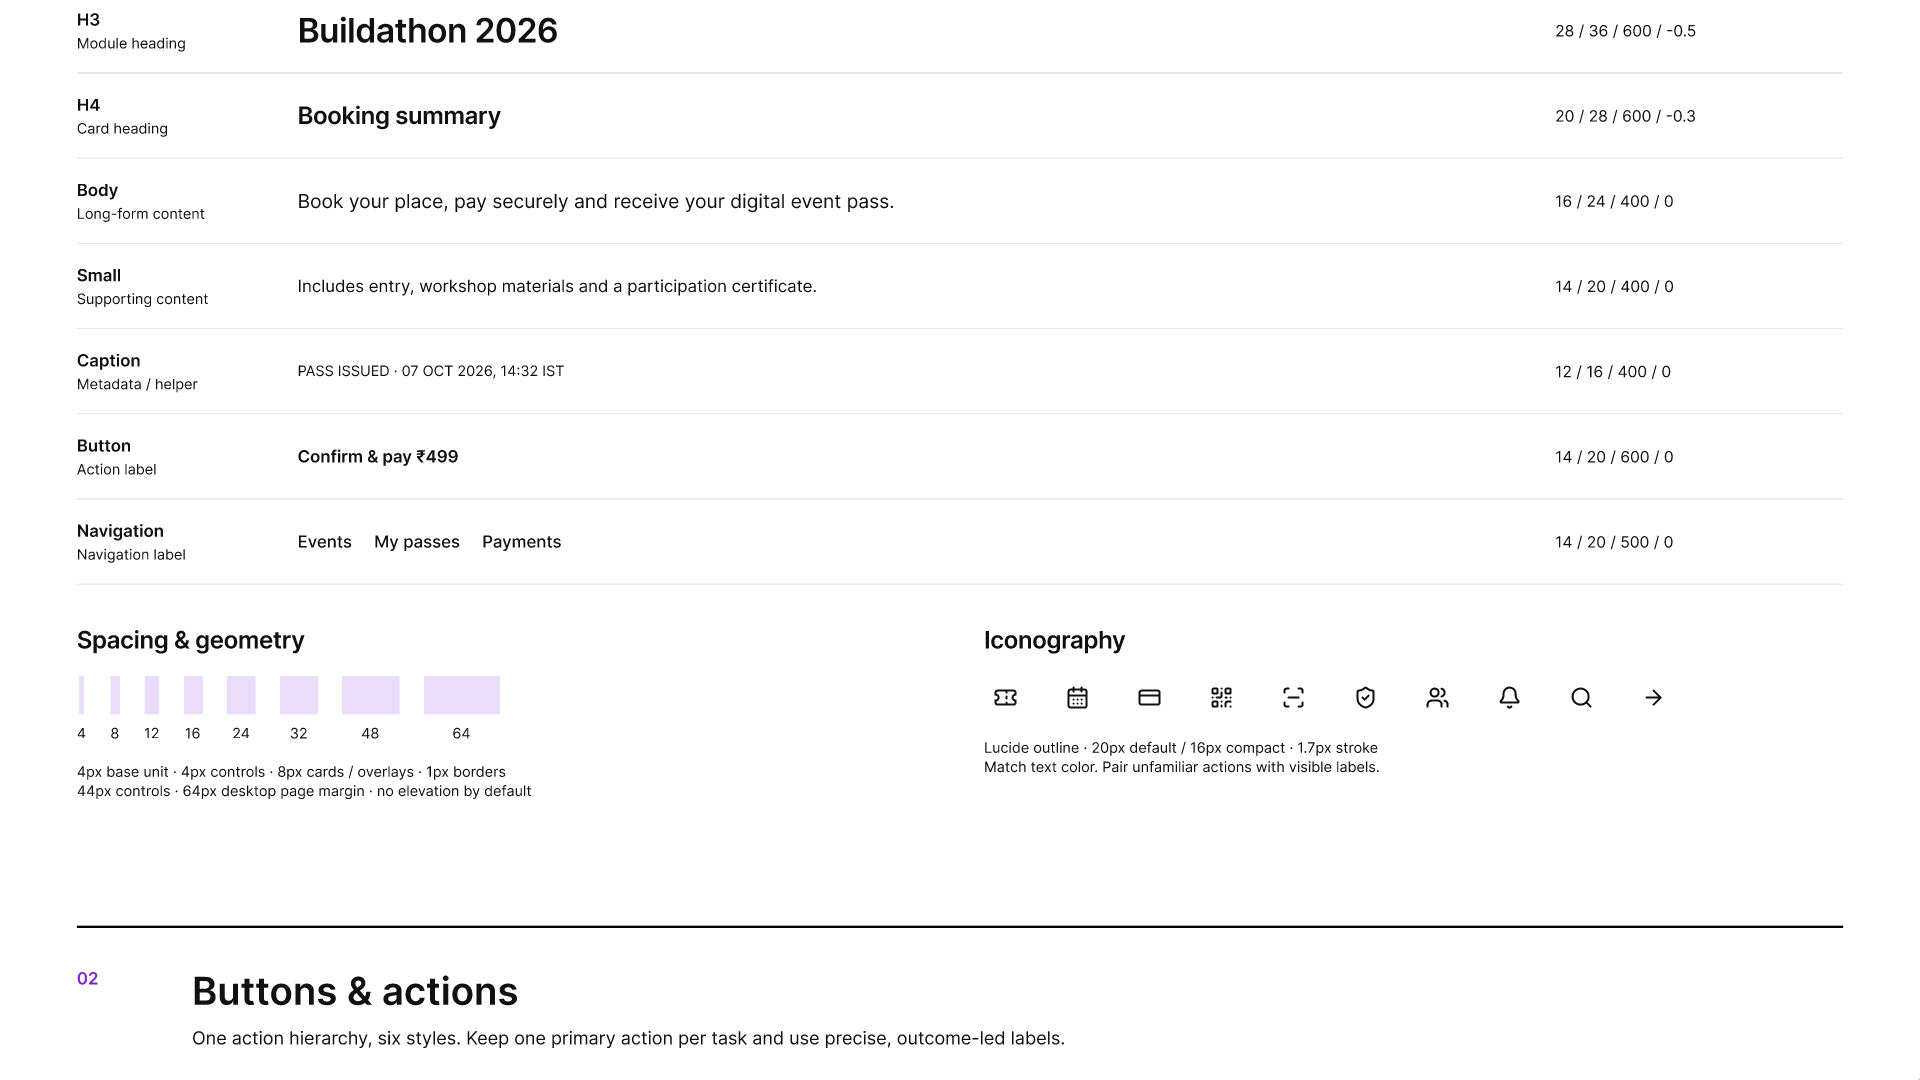 H3
Module heading
Buildathon 2026
28 / 36 / 600 / -0.5
H4
Card heading
Booking summary
20 / 28 / 600 / -0.3
Body
Long-form content
Book your place, pay securely and receive your digital event pass.
16 / 24 / 400 / 0
Small
Supporting content
Includes entry, workshop materials and a participation certificate.
14 / 20 / 400 / 0
Caption
Metadata / helper
PASS ISSUED · 07 OCT 2026, 14:32 IST
12 / 16 / 400 / 0
Button
Action label
Confirm & pay ₹499
14 / 20 / 600 / 0
Navigation
Navigation label
Events My passes Payments
14 / 20 / 500 / 0
Spacing & geometry
4 8 12 16 24 32 48 64
4px base unit · 4px controls · 8px cards / overlays · 1px borders
44px controls · 64px desktop page margin · no elevation by default
Iconography
Lucide outline · 20px default / 16px compact · 1.7px stroke
Match text color. Pair unfamiliar actions with visible labels.
02
Buttons & actions
One action hierarchy, six styles. Keep one primary action per task and use precise, outcome-led labels.